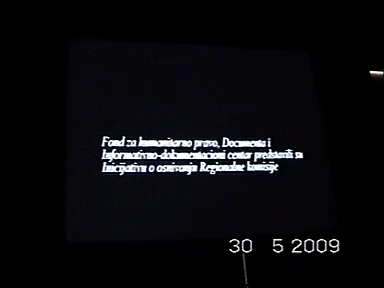 Fond za humanitarno pravo, Documenta i
Informativno-dokumentacioni centar predstavili su
Inicijativu o osnivanju Regionalne komisije
30 5 2009